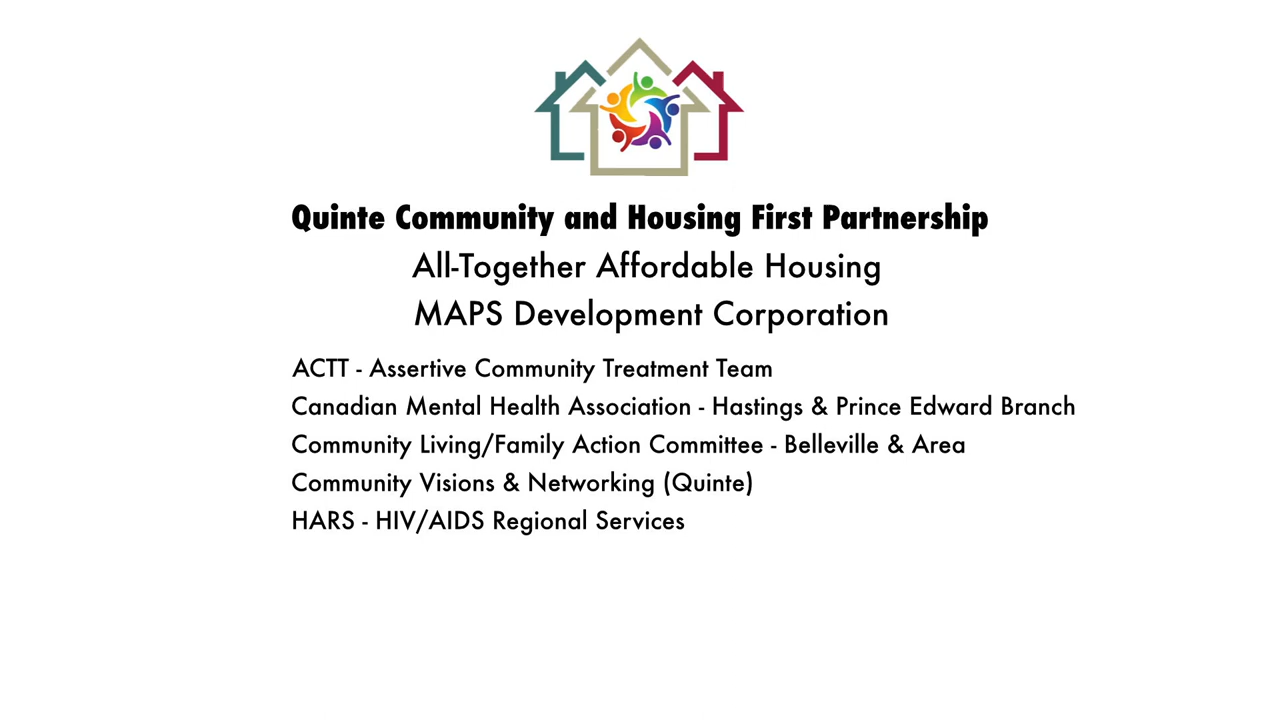 Quinte Community and Housing First Partnership
All-Together Affordable Housing
MAPS Development Corporation
ACTT - Assertive Community Treatment Team
Canadian Mental Health Association - Hastings & Prince Edward Branch
Community Living/Family Action Committee - Belleville & Area
Community Visions & Networking (Quinte)
HARS - HIV/AIDS Regional Services